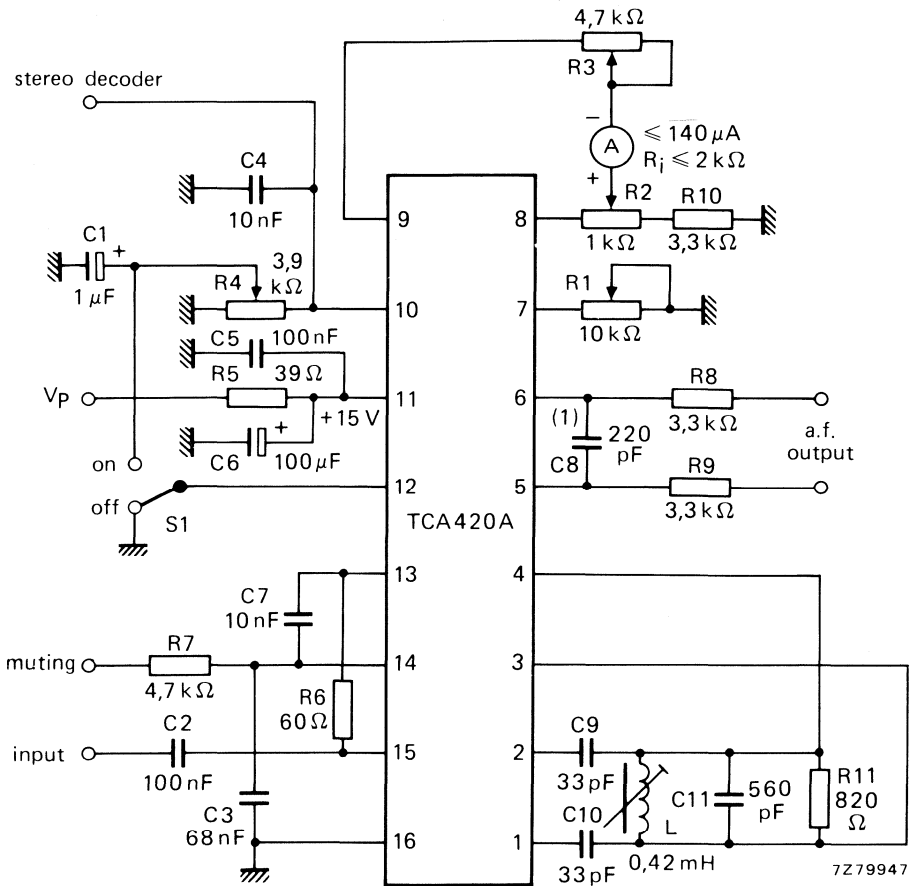 4,7 kΩ
R3
stereo decoder
−
≤ 140 μA
A
Ri ≤ 2 kΩ
+
C4
10 nF
R2
R10
9
8
1 kΩ
3,3 kΩ
C1
+
1 μF
R4
3,9
kΩ
10
R1
7
10 kΩ
C5
100 nF
R5
39 Ω
VP
11
+15 V
6
R8
3,3 kΩ
(1)
220
pF
C8
a.f.
output
+
C6
100 μF
on
12
5
R9
3,3 kΩ
off
S1
TCA420A
13
4
C7
10 nF
R7
muting
14
3
4,7 kΩ
R6
60 Ω
C2
input
15
100 nF
2
C9
33 pF
C11
560
pF
R11
820
Ω
C3
68 nF
C10
L
16
1
33 pF
0,42 mH
7Z79947